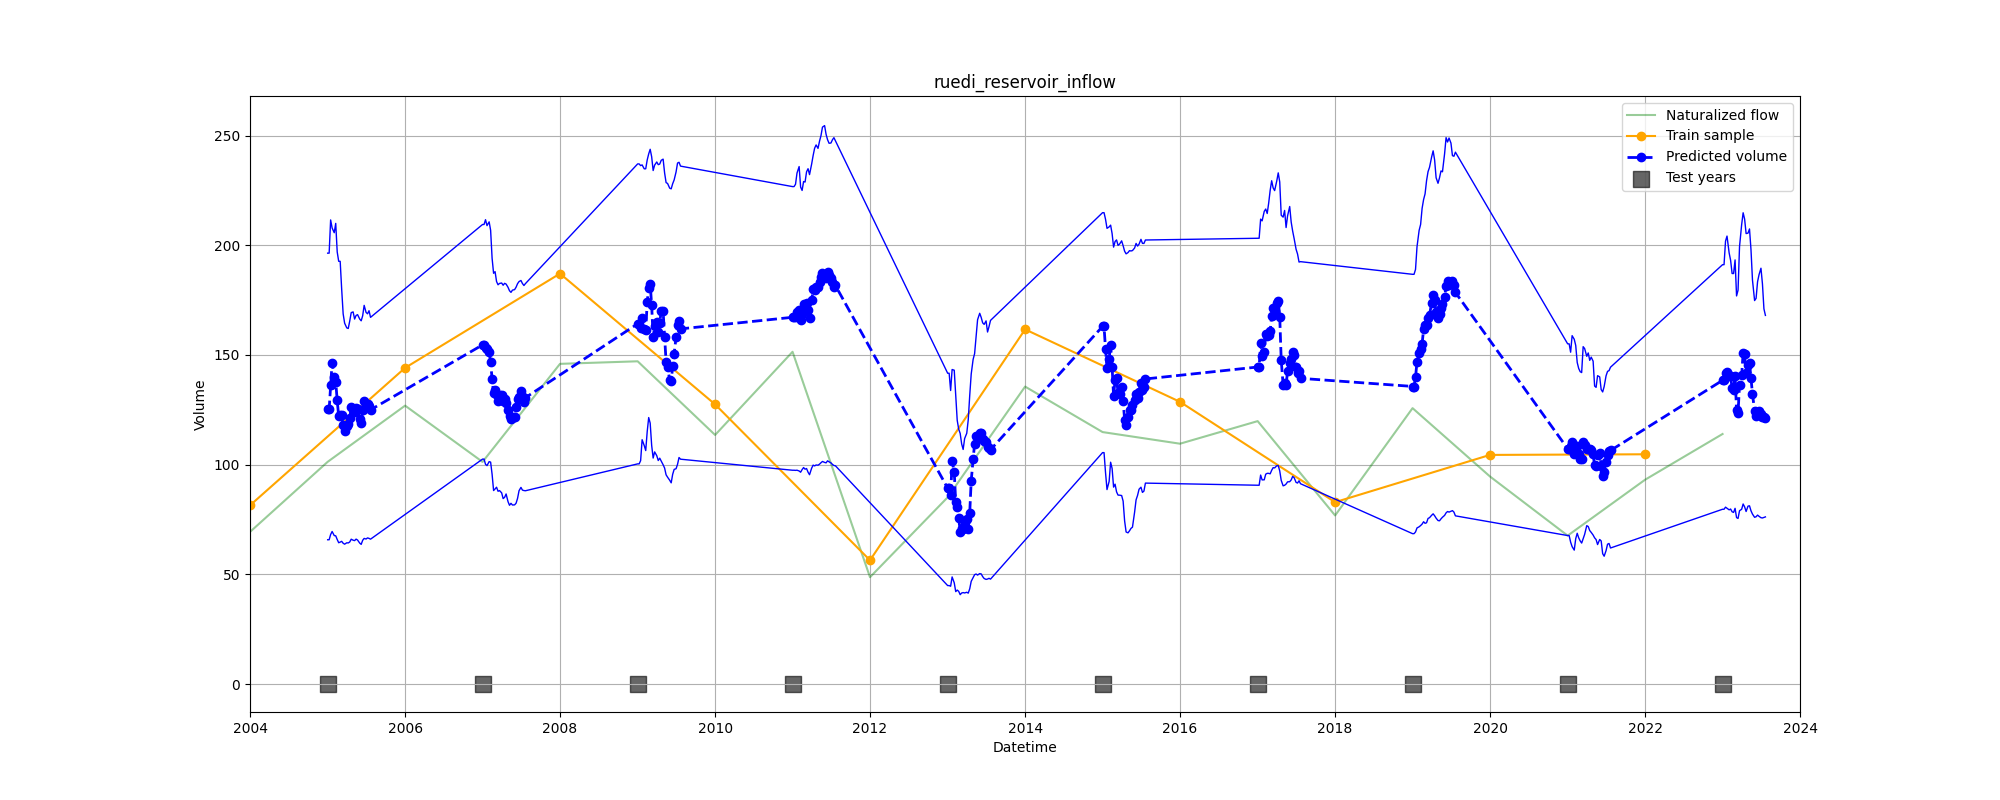 ruedi_reservoir_inflow
Naturalized flow
Train sample
Predicted volume
Test years
250
200
150
100
50
0
Volume
2004 2006 2008 2010 2012 2014 2016 2018 2020 2022 2024
Datetime